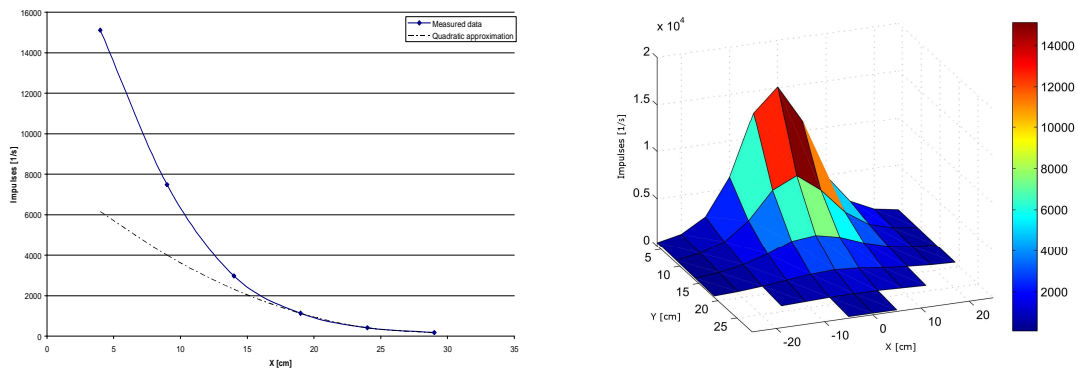 16000
14000
12000
10000
8000
6000
4000
2000
0
0 5 10 15 20 25 30 35
X [cm]
Impulses [1/s]
Measured data
Quadratic approximation
x 10^4
2
1.5
1
0.5
0
Impulses [1/s]
5
10
15
20
25
Y [cm]
-20 -10 0 10 20
X [cm]
14000
12000
10000
8000
6000
4000
2000